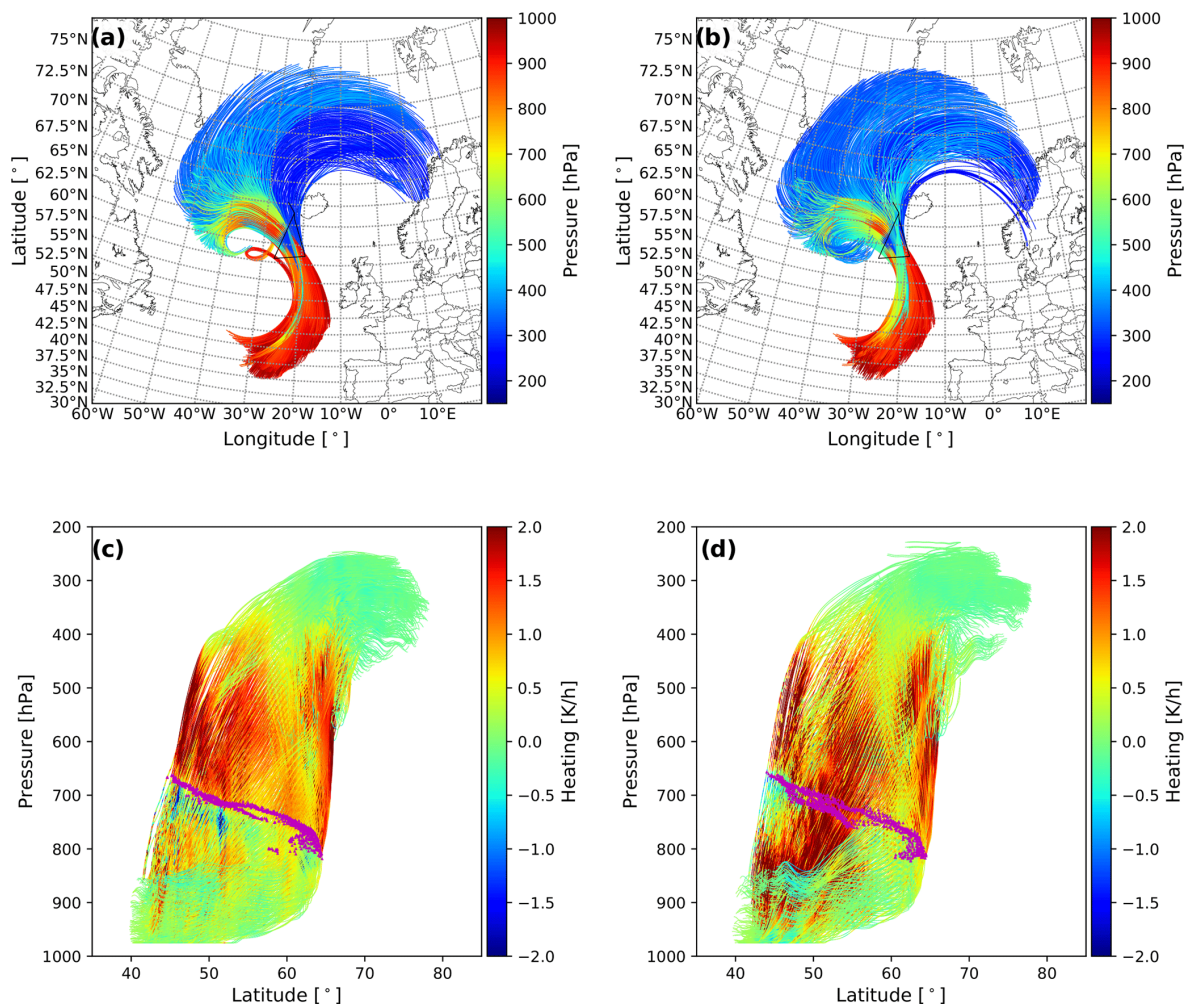 (a)
75°N
72.5°N
70°N
67.5°N
65°N
62.5°N
60°N
57.5°N
55°N
52.5°N
50°N
47.5°N
45°N
42.5°N
40°N
37.5°N
35°N
32.5°N
30°N
Latitude [°]
60°W 50°W 40°W 30°W 20°W 10°W 0° 10°E
Longitude [°]
1000
900
800
700
600
500
400
300
200
Pressure [hPa]
(b)
75°N
72.5°N
70°N
67.5°N
65°N
62.5°N
60°N
57.5°N
55°N
52.5°N
50°N
47.5°N
45°N
42.5°N
40°N
37.5°N
35°N
32.5°N
30°N
Latitude [°]
60°W 50°W 40°W 30°W 20°W 10°W 0° 10°E
Longitude [°]
1000
900
800
700
600
500
400
300
200
Pressure [hPa]
(c)
200
300
400
500
600
700
800
900
1000
Pressure [hPa]
40 50 60 70 80
Latitude [°]
2.0
1.5
1.0
0.5
0.0
−0.5
−1.0
−1.5
−2.0
Heating [K/h]
(d)
200
300
400
500
600
700
800
900
1000
Pressure [hPa]
40 50 60 70 80
Latitude [°]
2.0
1.5
1.0
0.5
0.0
−0.5
−1.0
−1.5
−2.0
Heating [K/h]